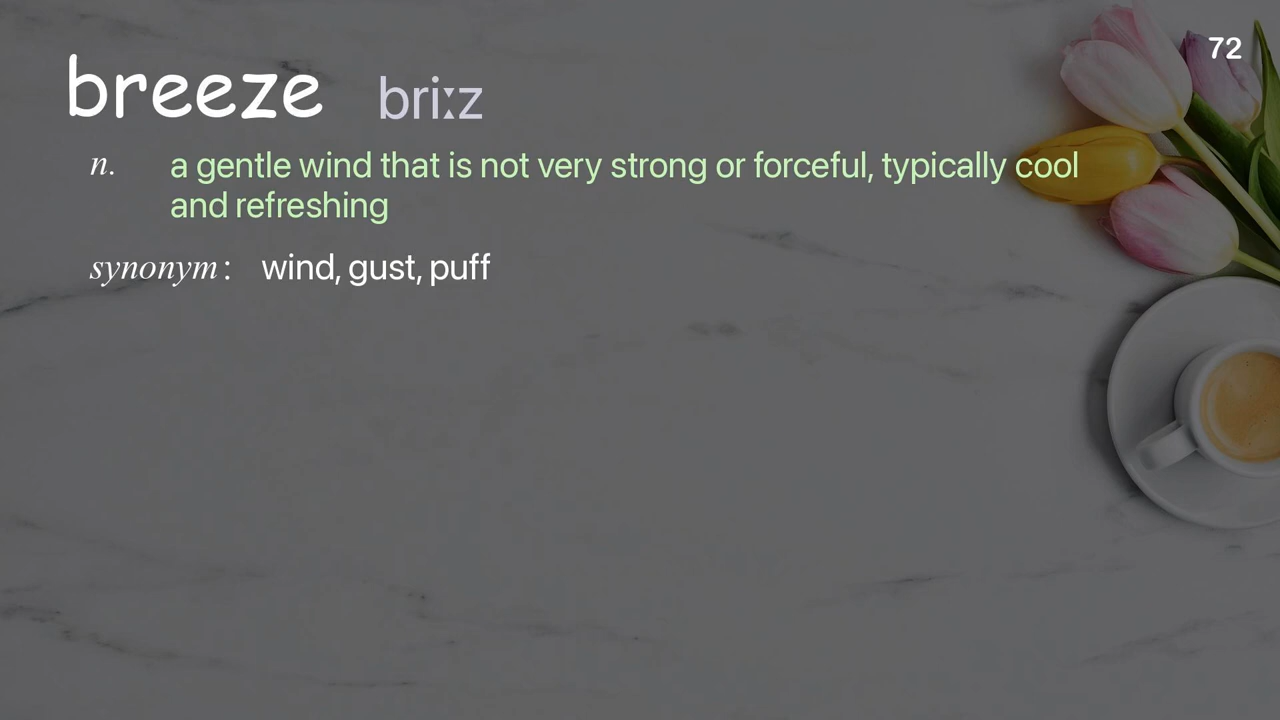 72
breeze briːz
n. a gentle wind that is not very strong or forceful, typically cool
and refreshing
synonym: wind, gust, puff